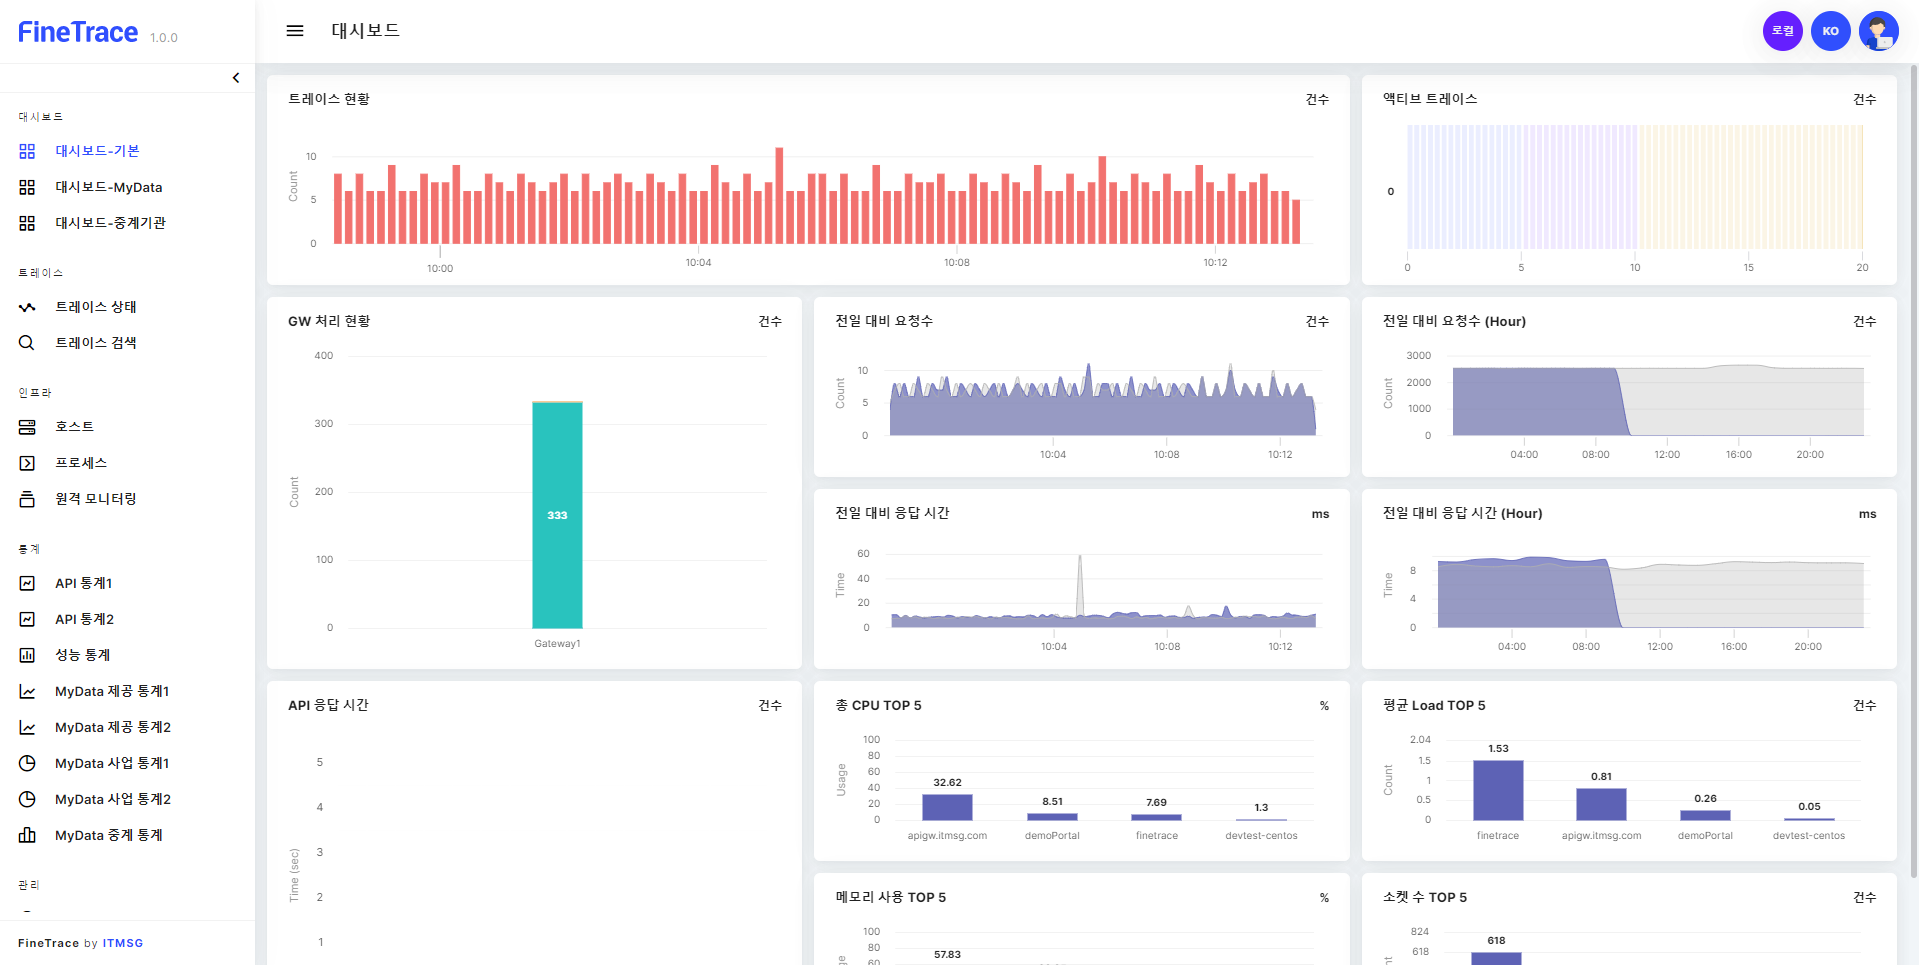 FineTrace 1.0.0
대시보드
로컬
KO
대시보드
대시보드-기본
대시보드-MyData
대시보드-중계기관
트레이스
트레이스 상태
트레이스 검색
인프라
호스트
프로세스
원격 모니터링
통계
API 통계1
API 통계2
성능 통계
MyData 제공 통계1
MyData 제공 통계2
MyData 사업 통계1
MyData 사업 통계2
MyData 중계 통계
관리
FineTrace by ITMSG
트레이스 현황 건수
Count
10
5
0
10:00 10:04 10:08 10:12
액티브 트레이스 건수
0
0 5 10 15 20
GW 처리 현황 건수
Count
400
300
200
100
0
333
Gateway1
전일 대비 요청수 건수
Count
10
5
0
10:04 10:08 10:12
전일 대비 요청수 (Hour) 건수
Count
3000
2000
1000
0
04:00 08:00 12:00 16:00 20:00
전일 대비 응답 시간 ms
Time
60
40
20
0
10:04 10:08 10:12
전일 대비 응답 시간 (Hour) ms
Time
8
4
0
04:00 08:00 12:00 16:00 20:00
API 응답 시간 건수
Time (sec)
5
4
3
2
1
총 CPU TOP 5 %
Usage
100
80
60
40
20
0
32.62 8.51 7.69 1.3
apigw.itmsg.com demoPortal finetrace devtest-centos
평균 Load TOP 5 건수
Count
2.04
1.5
1
0.5
0
1.53 0.81 0.26 0.05
finetrace apigw.itmsg.com demoPortal devtest-centos
메모리 사용 TOP 5 %
100
80
60
57.83
소켓 수 TOP 5 건수
824
618
618